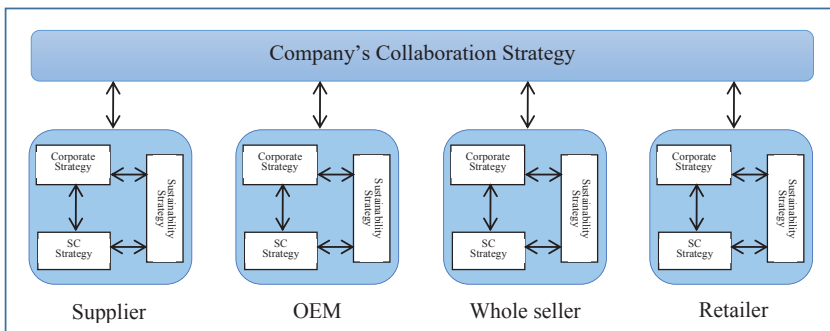 Company's Collaboration Strategy
Corporate
Strategy
Sustainability
Strategy
SC
Strategy
Corporate
Strategy
Sustainability
Strategy
SC
Strategy
Corporate
Strategy
Sustainability
Strategy
SC
Strategy
Corporate
Strategy
Sustainability
Strategy
SC
Strategy
Supplier
OEM
Whole seller
Retailer